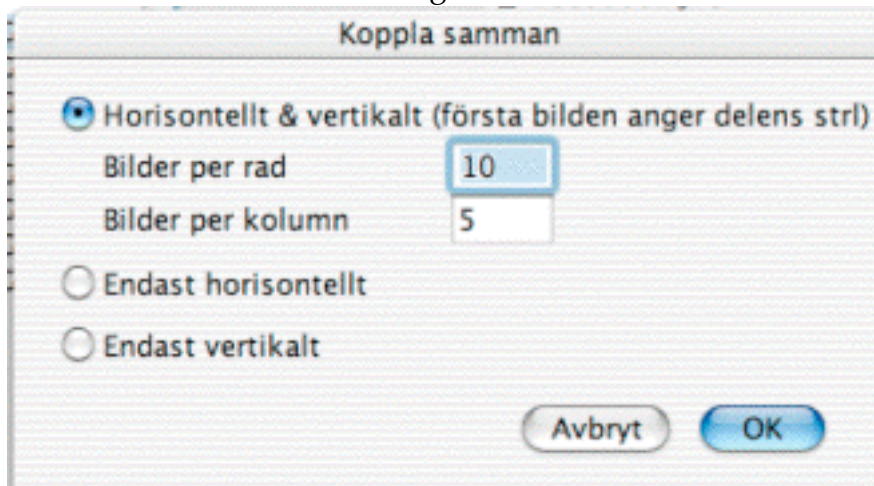 Koppla samman
Horisontellt & vertikalt (första bilden anger delens strl)
Bilder per rad 10
Bilder per kolumn 5
Endast horisontellt
Endast vertikalt
Avbryt OK